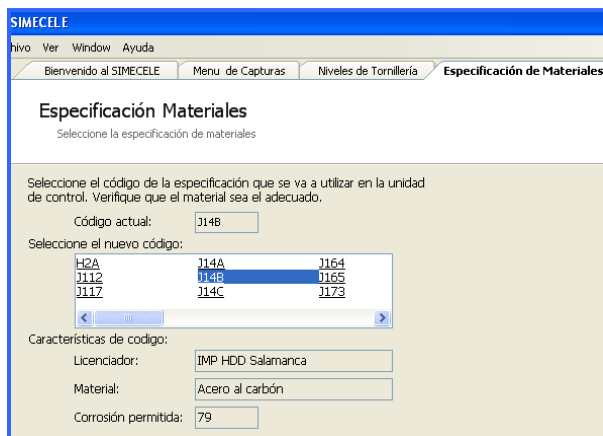 SIMECELE
hivo Ver Window Ayuda
Bienvenido al SIMECELE Menu de Capturas Niveles de Tornillería Especificación de Materiales
Especificación Materiales
Seleccione la especificación de materiales
Seleccione el código de la especificación que se va a utilizar en la unidad
de control. Verifique que el material sea el adecuado.
Código actual: J14B
Seleccione el nuevo código:
H2A J14A J164
J112 J14B J165
J117 J14C J173
Características de codigo:
Licenciador: IMP HDD Salamanca
Material: Acero al carbón
Corrosión permitida: 79